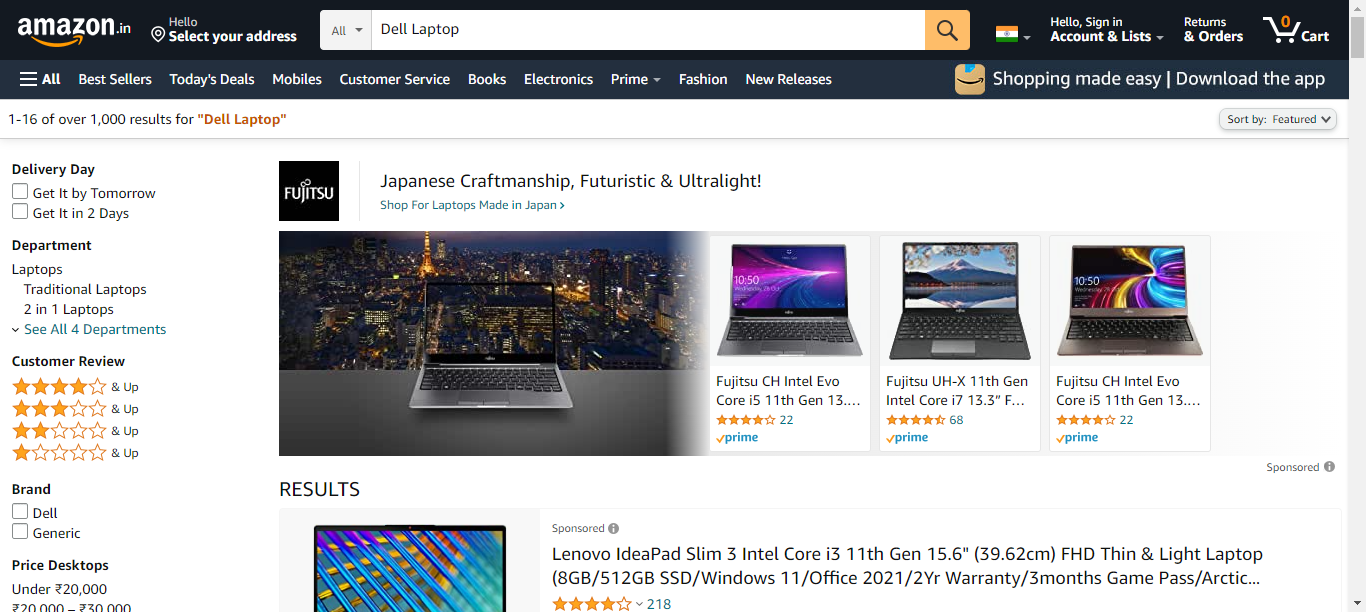 amazon.in
Hello
Select your address
All
Dell Laptop
Hello, Sign in
Account & Lists
Returns
& Orders
0
Cart
All
Best Sellers
Today's Deals
Mobiles
Customer Service
Books
Electronics
Prime
Fashion
New Releases
Shopping made easy | Download the app
1-16 of over 1,000 results for "Dell Laptop"
Sort by: Featured
Delivery Day
Get It by Tomorrow
Get It in 2 Days
Department
Laptops
Traditional Laptops
2 in 1 Laptops
See All 4 Departments
Customer Review
& Up
& Up
& Up
& Up
Brand
Dell
Generic
Price Desktops
Under ₹20,000
₹20,000 – ₹30,000
FUJITSU
Japanese Craftmanship, Futuristic & Ultralight!
Shop For Laptops Made in Japan
10:50
Fujitsu CH Intel Evo
Core i5 11th Gen 13....
22
prime
Fujitsu UH-X 11th Gen
Intel Core i7 13.3” F...
68
prime
10:50
Fujitsu CH Intel Evo
Core i5 11th Gen 13....
22
prime
Sponsored
RESULTS
Sponsored
Lenovo IdeaPad Slim 3 Intel Core i3 11th Gen 15.6" (39.62cm) FHD Thin & Light Laptop
(8GB/512GB SSD/Windows 11/Office 2021/2Yr Warranty/3months Game Pass/Arctic...
218